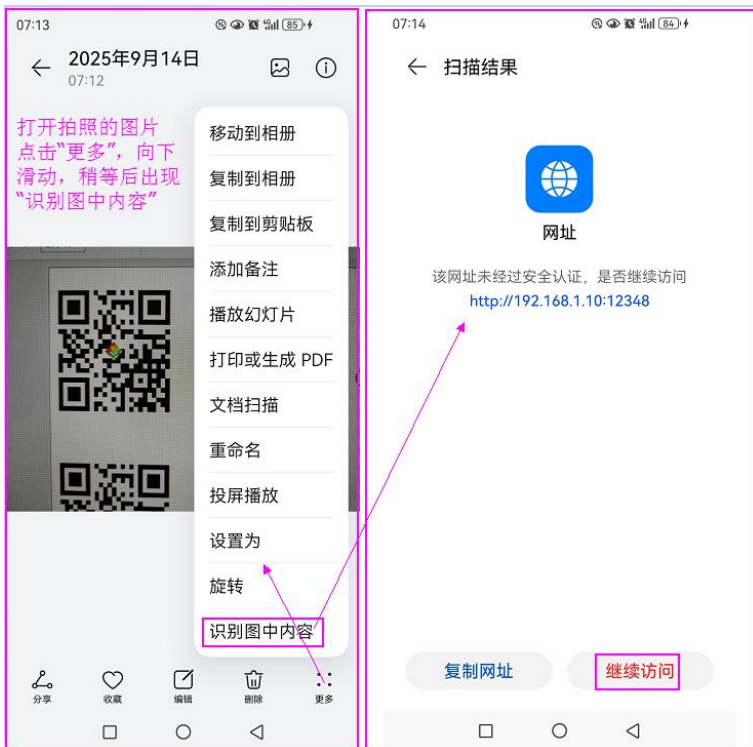 07:13
85
2025年9月14日
07:12
打开拍照的图片
点击“更多”，向下
滑动，稍等后出现
“识别图中内容”
移动到相册
复制到相册
复制到剪贴板
添加备注
播放幻灯片
打印或生成 PDF
文档扫描
重命名
投屏播放
设置为
旋转
识别图中内容
分享
收藏
编辑
删除
更多
07:14
84
扫描结果
网址
该网址未经过安全认证，是否继续访问
http://192.168.1.10:12348
复制网址
继续访问